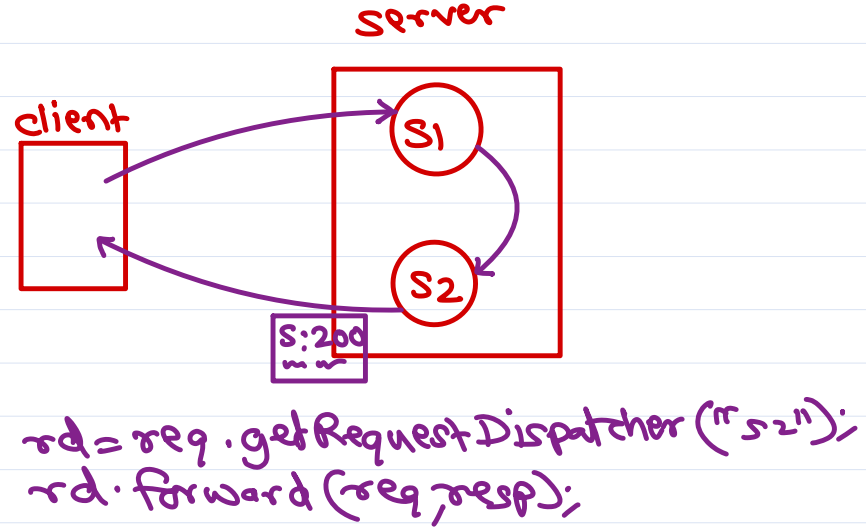 server
client
S1
S2
S:200
rd=req.getRequestDispatcher("s2");
rd.forward(req,resp);